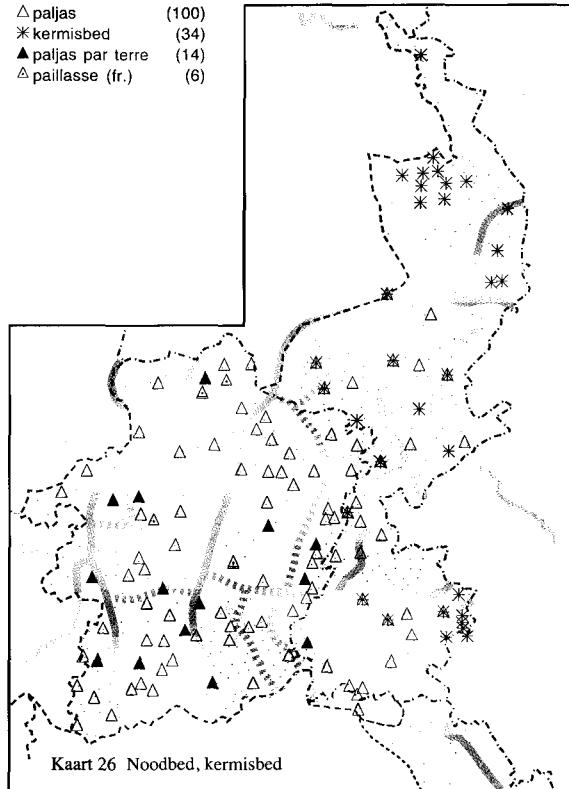 △ paljas (100)
✳ kermisbed (34)
▲ paljas par terre (14)
◬ paillasse (fr.) (6)
Kaart 26 Noodbed, kermisbed